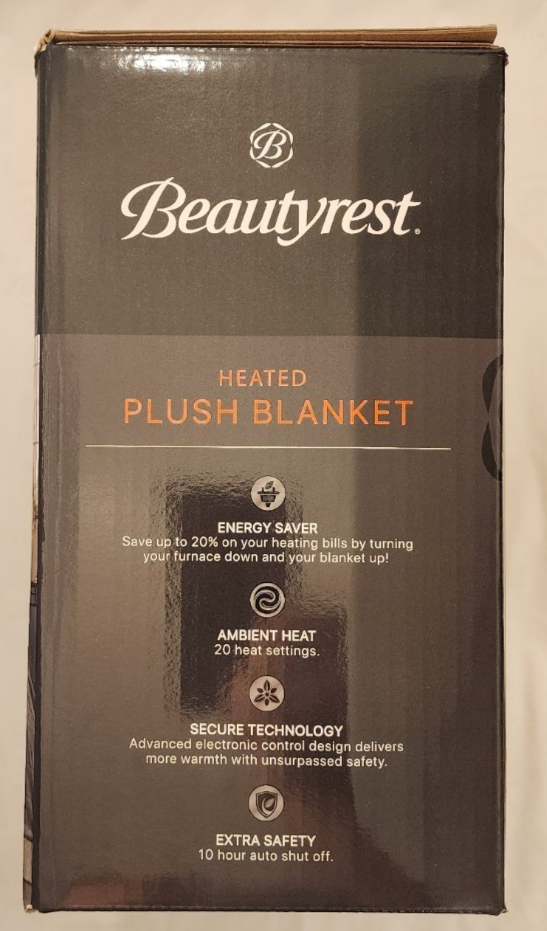 B
Beautyrest.
HEATED
PLUSH BLANKET
ENERGY SAVER
Save up to 20% on your heating bills by turning
your furnace down and your blanket up!
AMBIENT HEAT
20 heat settings.
SECURE TECHNOLOGY
Advanced electronic control design delivers
more warmth with unsurpassed safety.
EXTRA SAFETY
10 hour auto shut off.